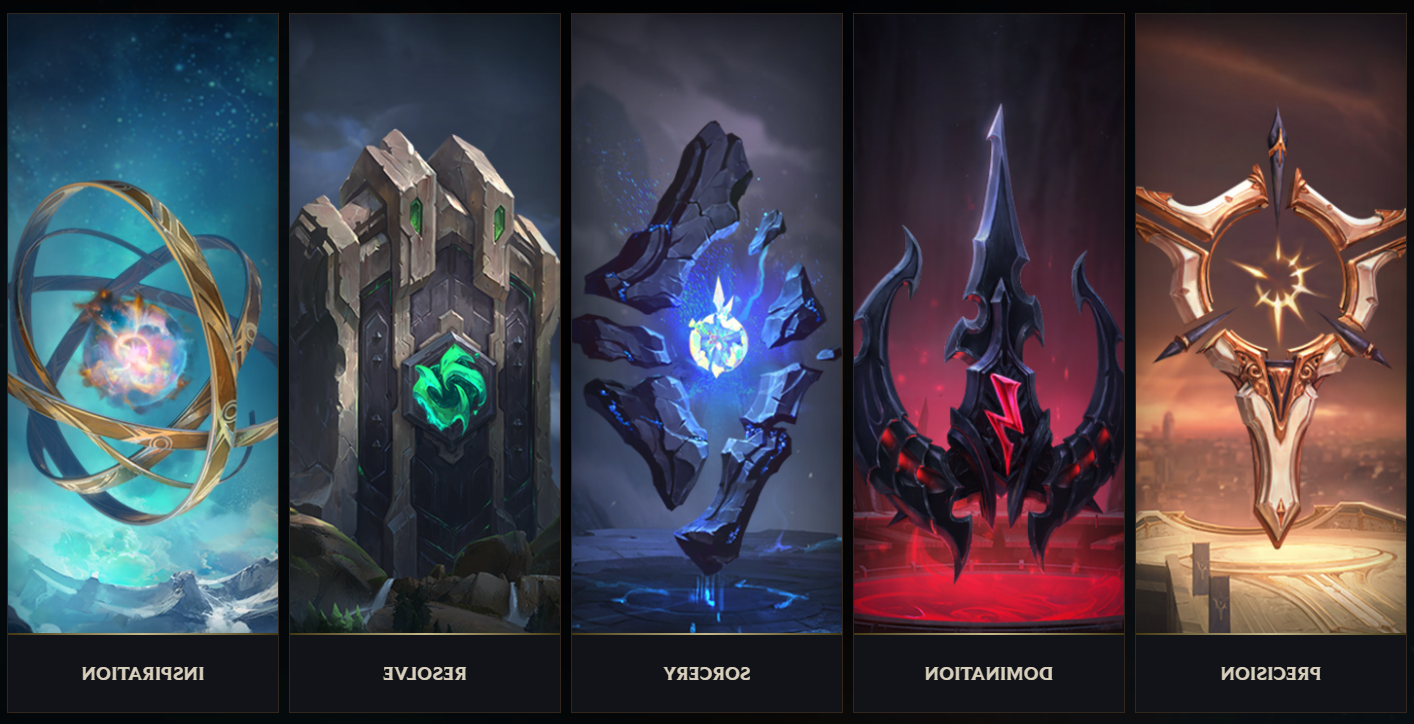 INSPIRATION
RESOLVE
SORCERY
DOMINATION
PRECISION